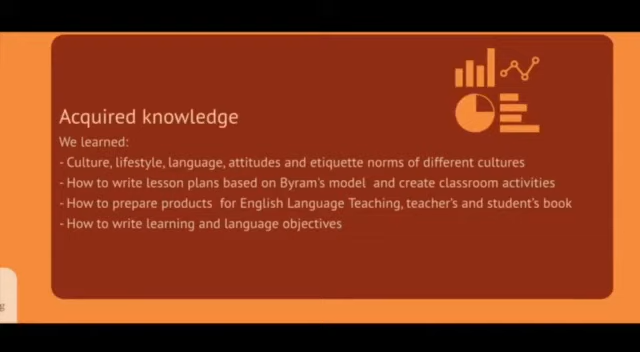 Acquired knowledge
We learned:
- Culture, lifestyle, language, attitudes and etiquette norms of different cultures
- How to write lesson plans based on Byram's model and create classroom activities
- How to prepare products for English Language Teaching, teacher's and student's book
- How to write learning and language objectives